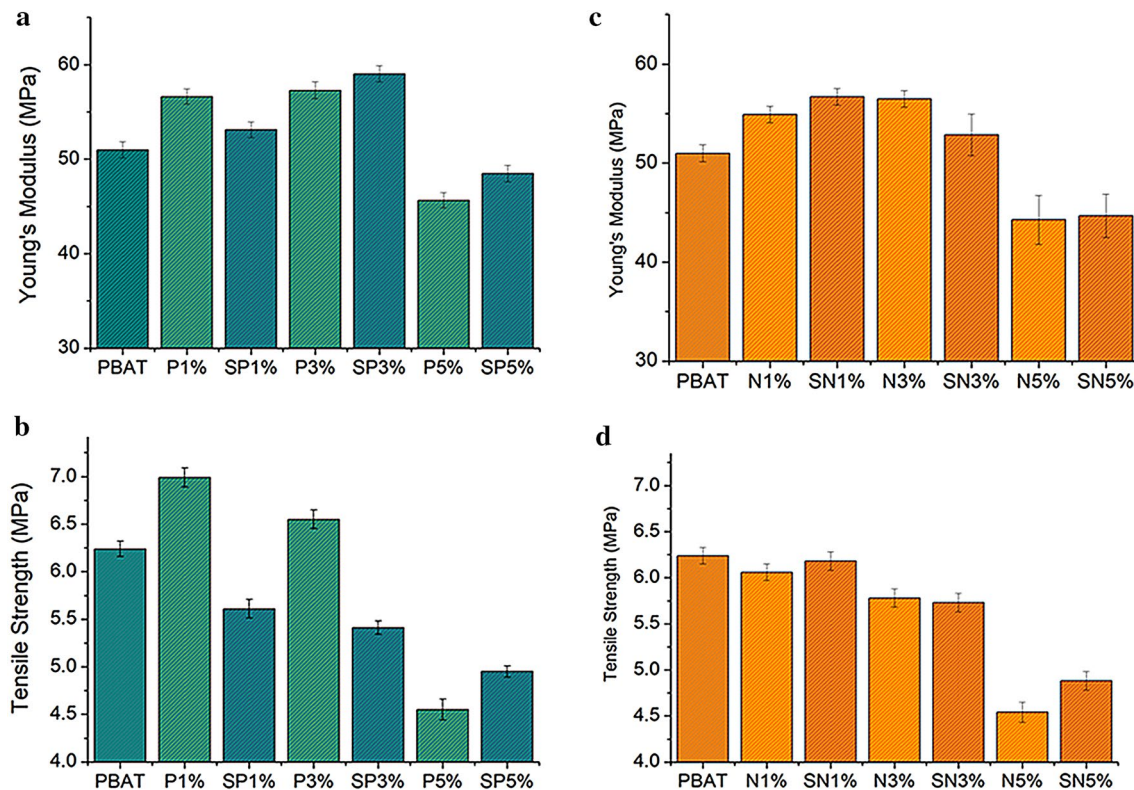 a
Young's Modulus (MPa)
60
50
40
30
PBAT P1% SP1% P3% SP3% P5% SP5%
c
Young's Modulus (MPa)
60
50
40
30
PBAT N1% SN1% N3% SN3% N5% SN5%
b
Tensile Strength (MPa)
7.0
6.5
6.0
5.5
5.0
4.5
4.0
PBAT P1% SP1% P3% SP3% P5% SP5%
d
Tensile Strength (MPa)
7.0
6.5
6.0
5.5
5.0
4.5
4.0
PBAT N1% SN1% N3% SN3% N5% SN5%